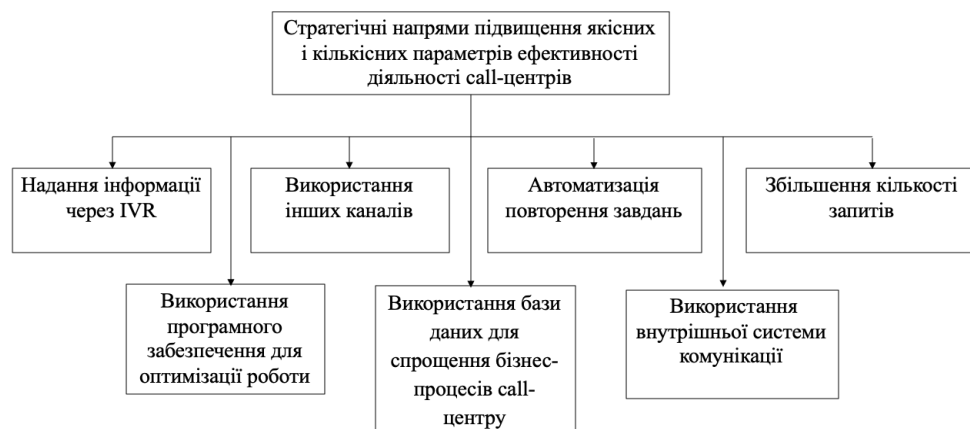 Стратегічні напрями підвищення якісних
і кількісних параметрів ефективності
діяльності call-центрів
Надання інформації
через IVR
Використання
інших каналів
Автоматизація
повторення завдань
Збільшення кількості
запитів
Використання
програмного
забезпечення для
оптимізації роботи
Використання бази
даних для
спрощення бізнес-
процесів call-
центру
Використання
внутрішньої системи
комунікації